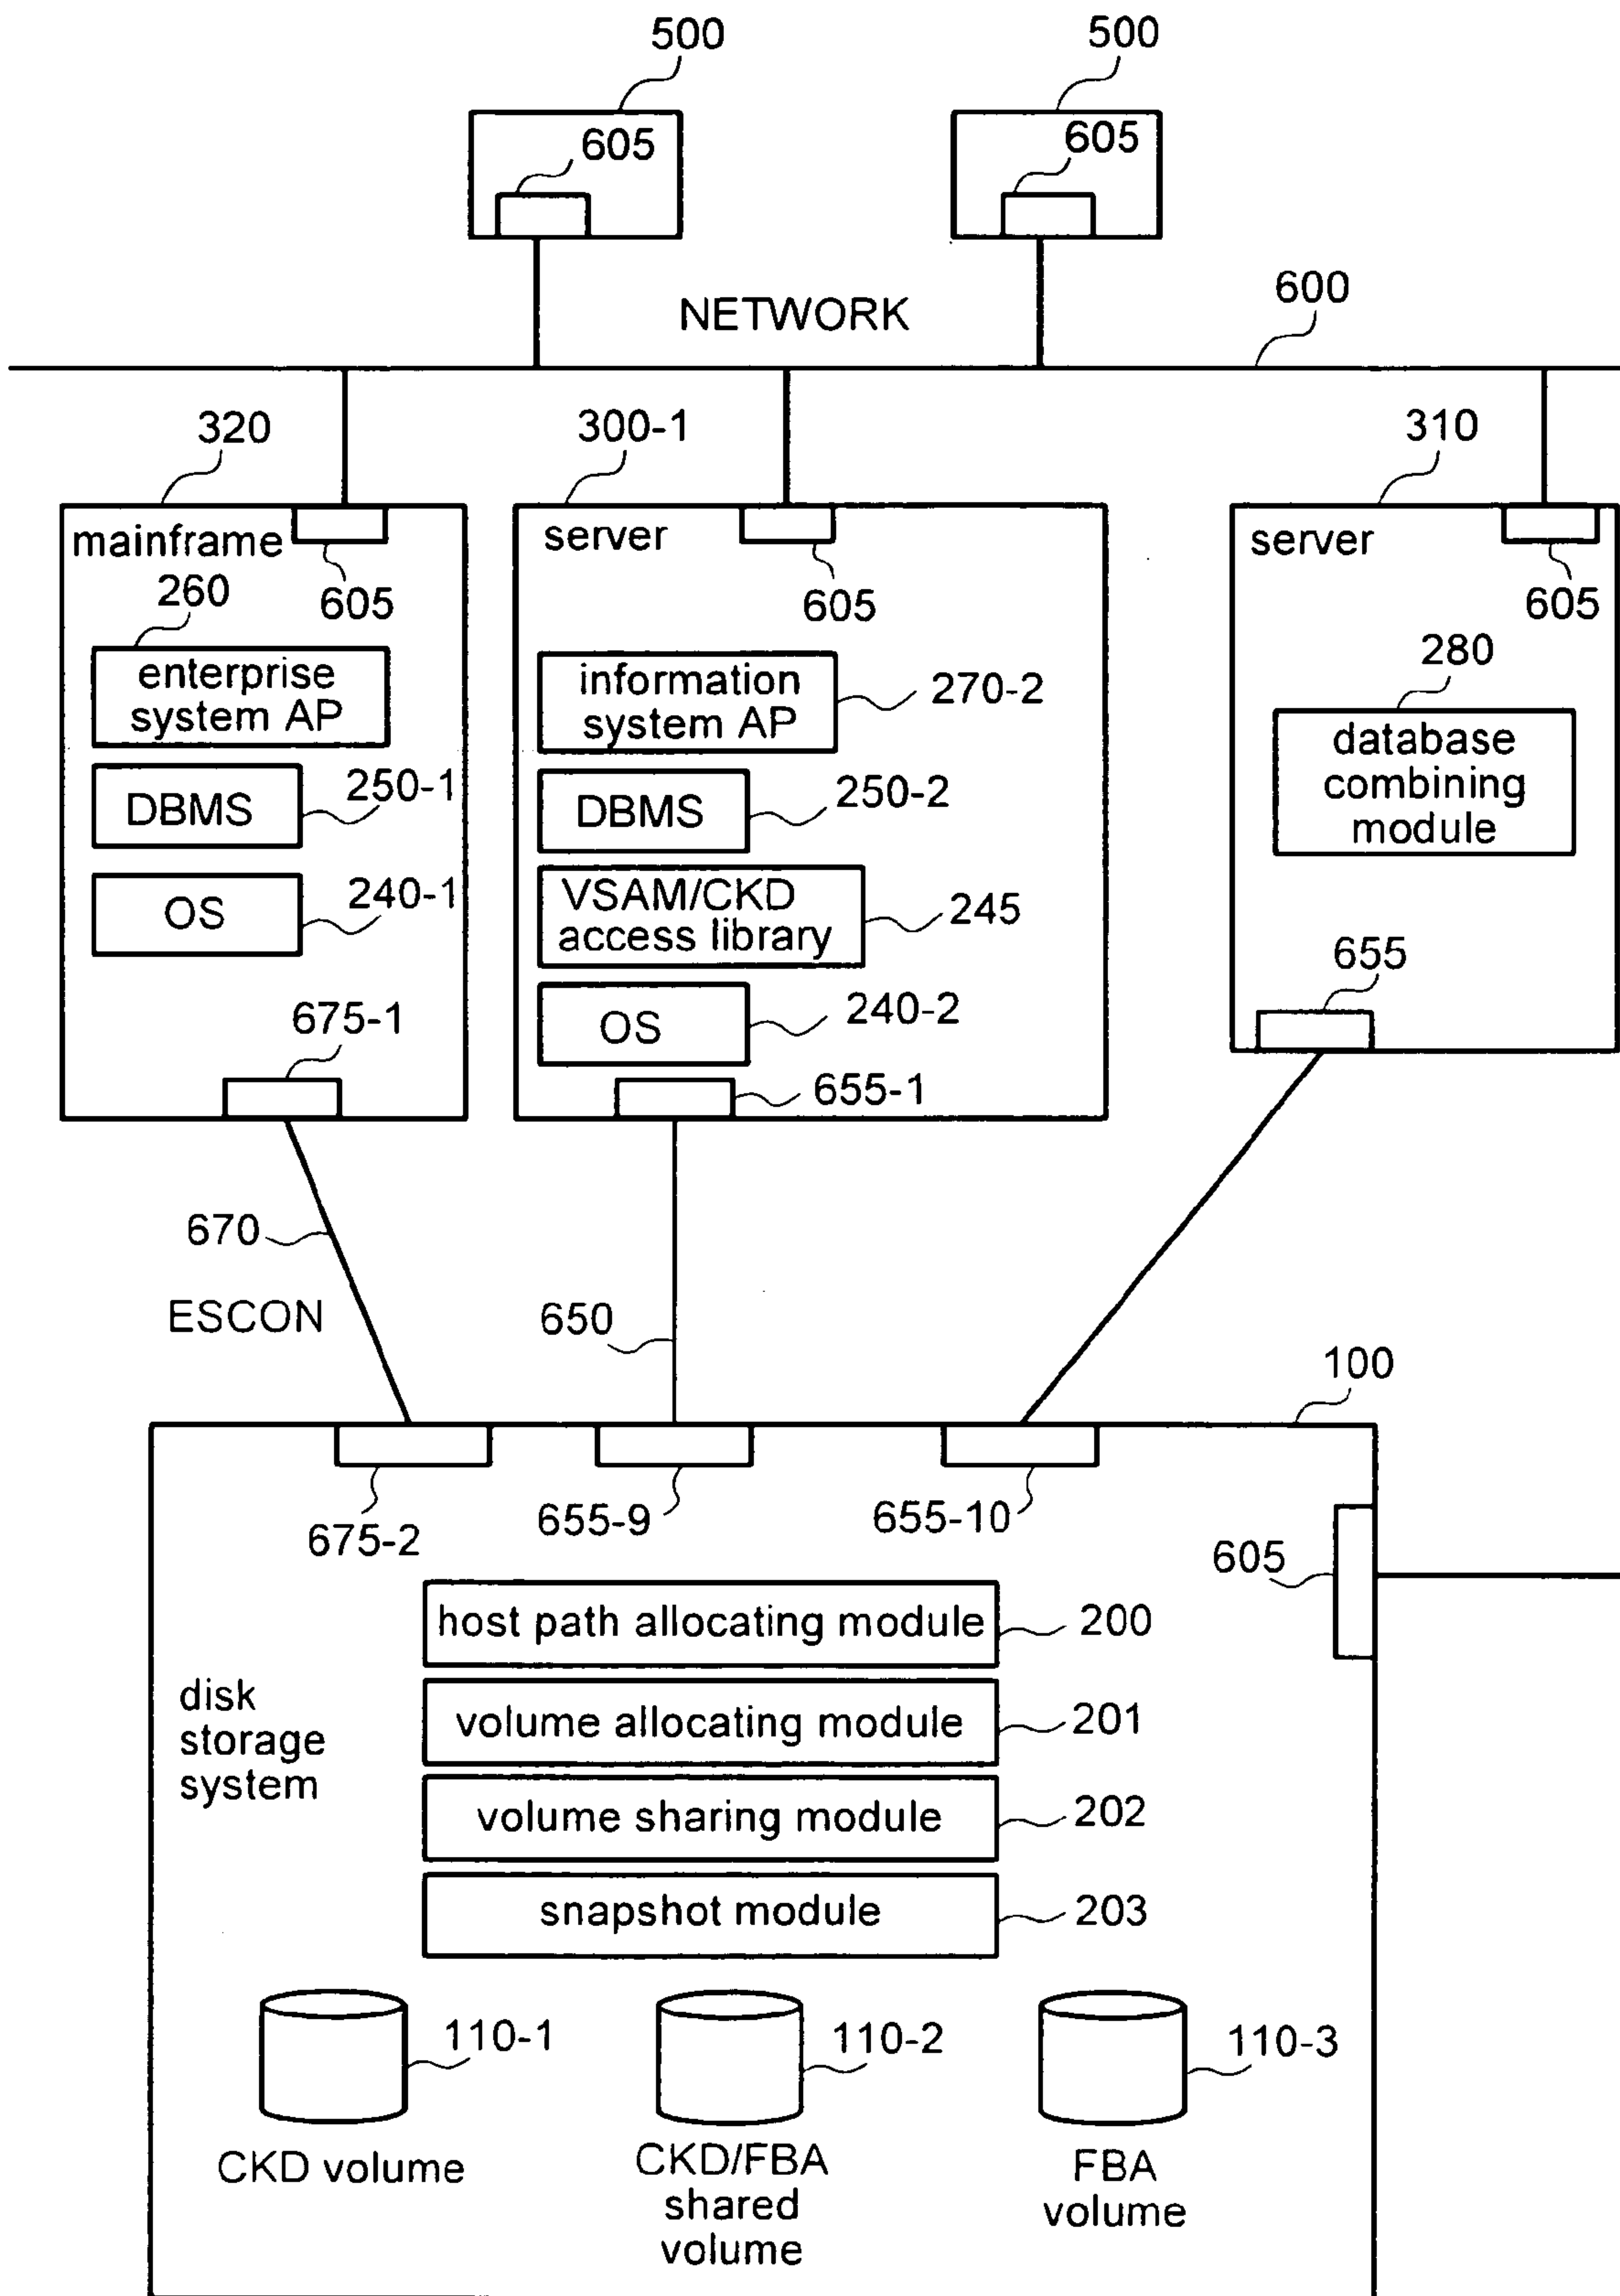 500
500
605
605
NETWORK
600
320
300-1
310
mainframe
605
server
605
server
605
260
enterprise
system AP
information
system AP
270-2
280
database
combining
module
DBMS
250-1
DBMS
250-2
OS
240-1
VSAM/CKD
access library
245
OS
240-2
655
675-1
655-1
670
ESCON
650
100
675-2
655-9
655-10
605
host path allocating module
200
disk
storage
system
volume allocating module
201
volume sharing module
202
snapshot module
203
110-1
110-2
110-3
CKD volume
CKD/FBA
shared
volume
FBA
volume